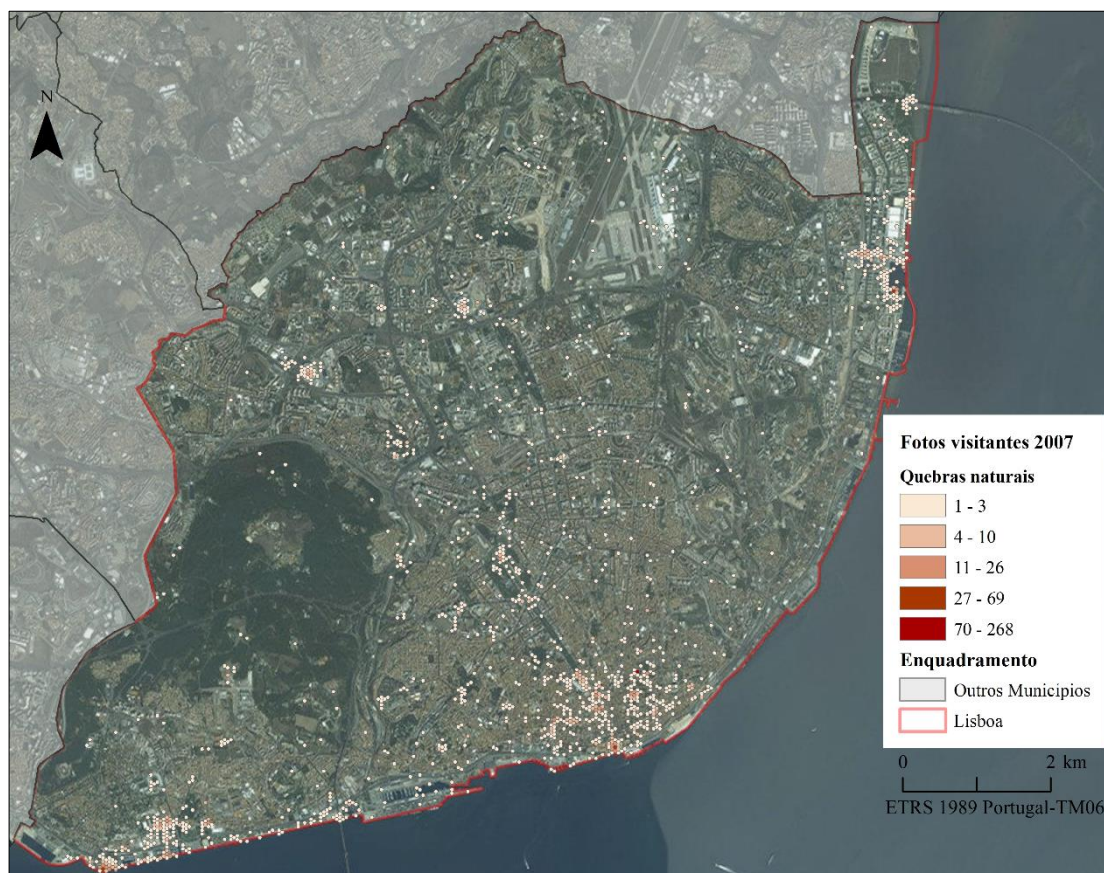 N
Fotos visitantes 2007
Quebras naturais
1 - 3
4 - 10
11 - 26
27 - 69
70 - 268
Enquadramento
Outros Municípios
Lisboa
0 2 km
ETRS 1989 Portugal-TM06